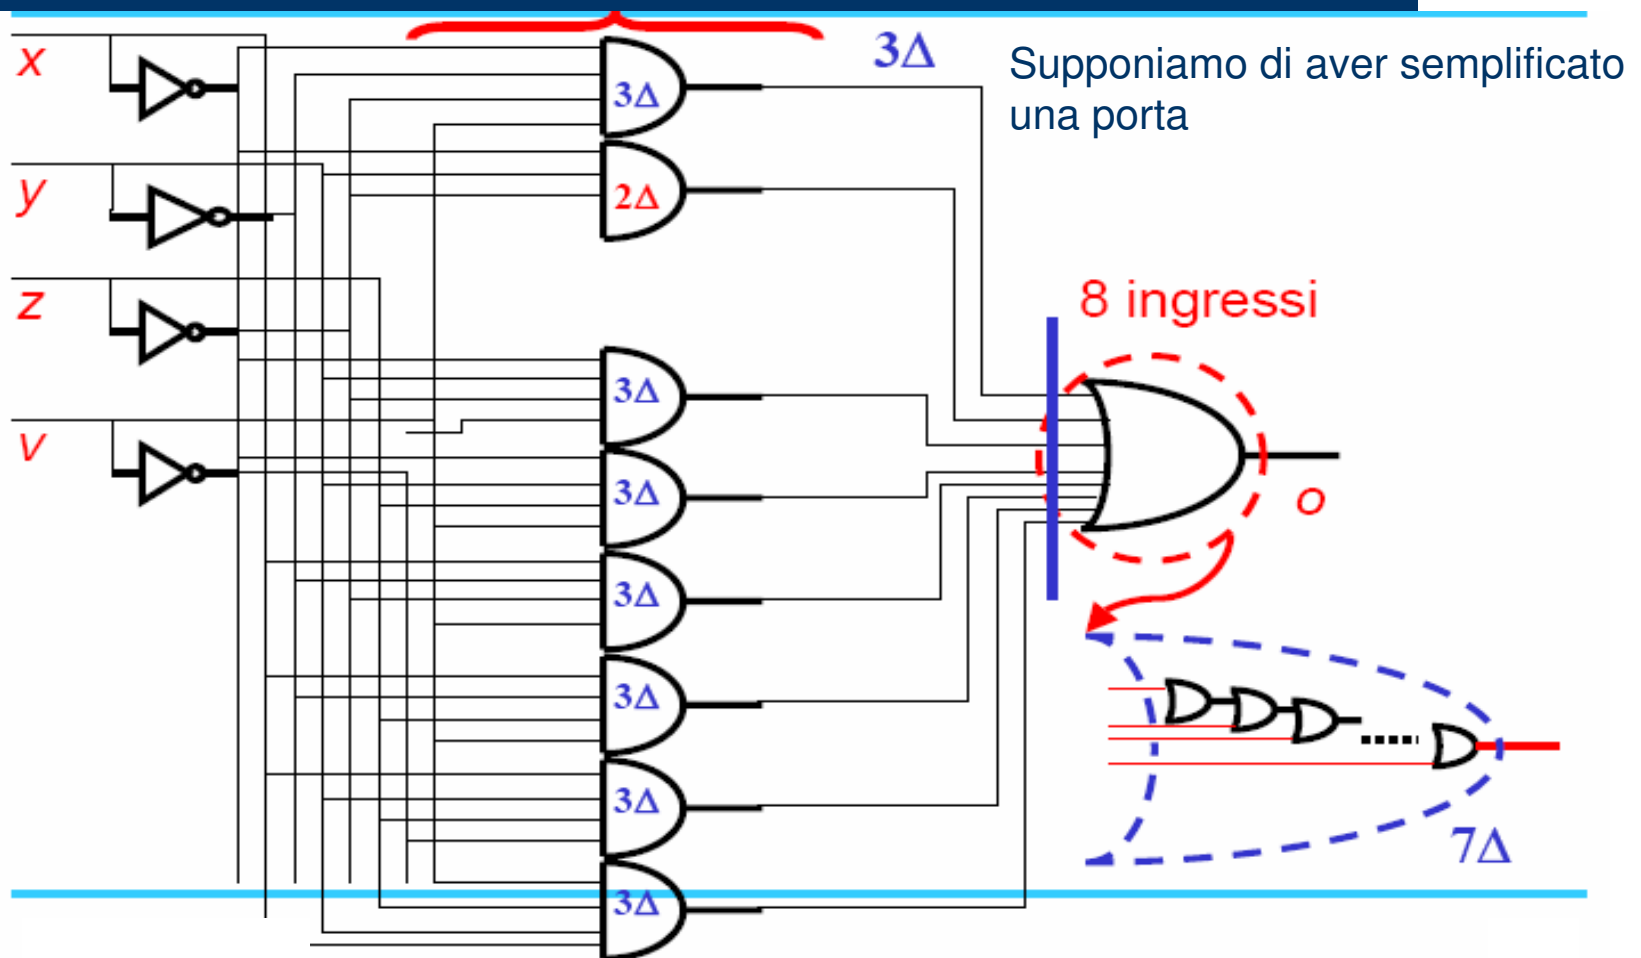 3Δ
Supponiamo di aver semplificato
una porta
x
3Δ
y
2Δ
z
8 ingressi
3Δ
v
3Δ
o
3Δ
3Δ
3Δ
7Δ
3Δ